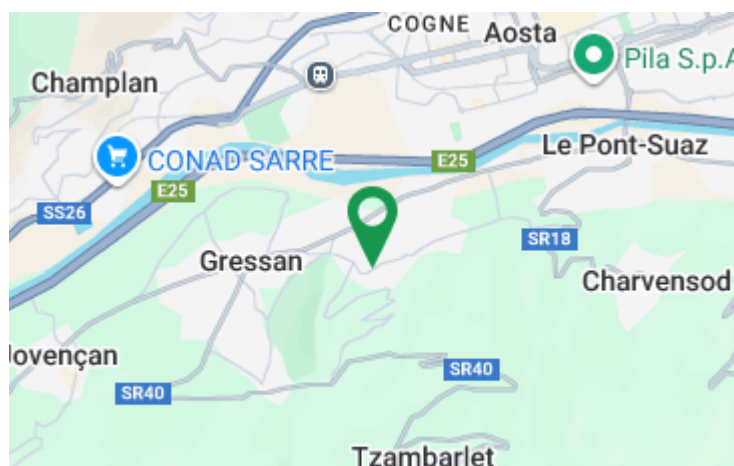 COGNE
Aosta
Pila S.p.A
Champlan
CONAD SARRE
Le Pont-Suaz
E25
E25
SS26
Gressan
SR18
Charvensod
Jovençan
SR40
SR40
Tzambarlet